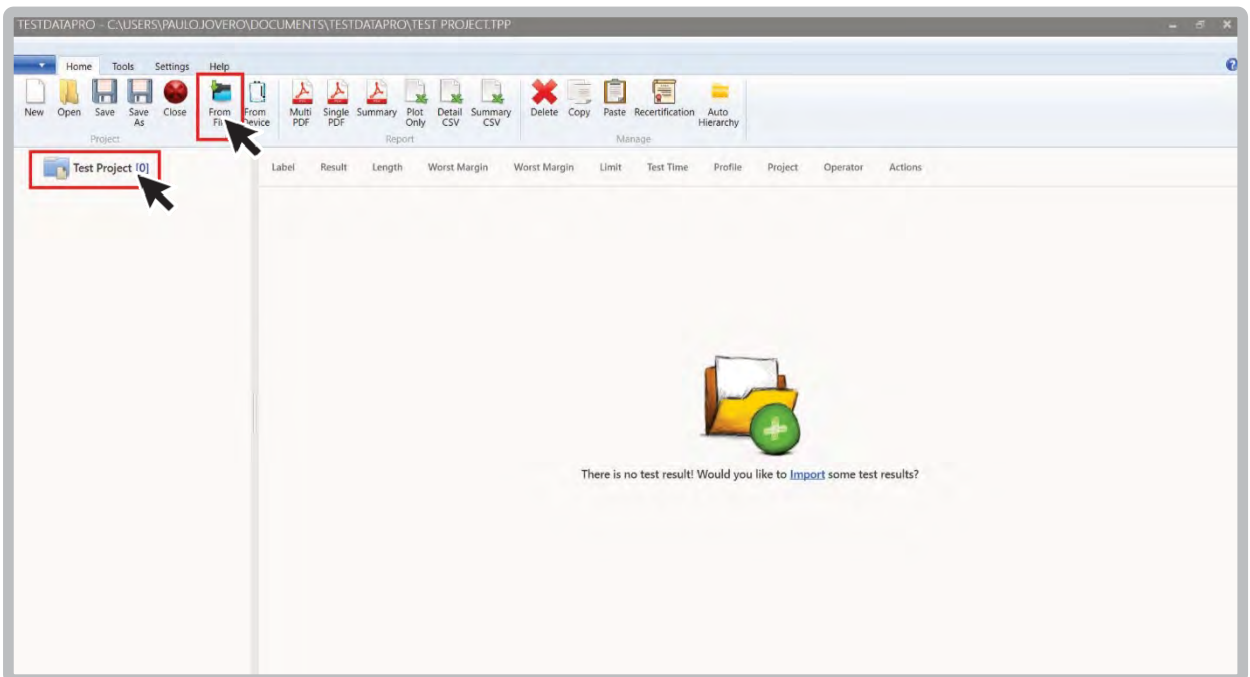 TESTDATAPRO - C:\USERS\PAULOJOVERO\DOCUMENTS\TESTDATAPRO\TEST PROJECT.TPP
Home Tools Settings Help
New Open Save Save As Close From From Device Multi PDF Single PDF Summary Plot Only Detail CSV Summary CSV Delete Copy Paste Recertification Auto Hierarchy
Project Report Manage
Test Project [0] Label Result Length Worst Margin Worst Margin Limit Test Time Profile Project Operator Actions
There is no test result! Would you like to Import some test results?